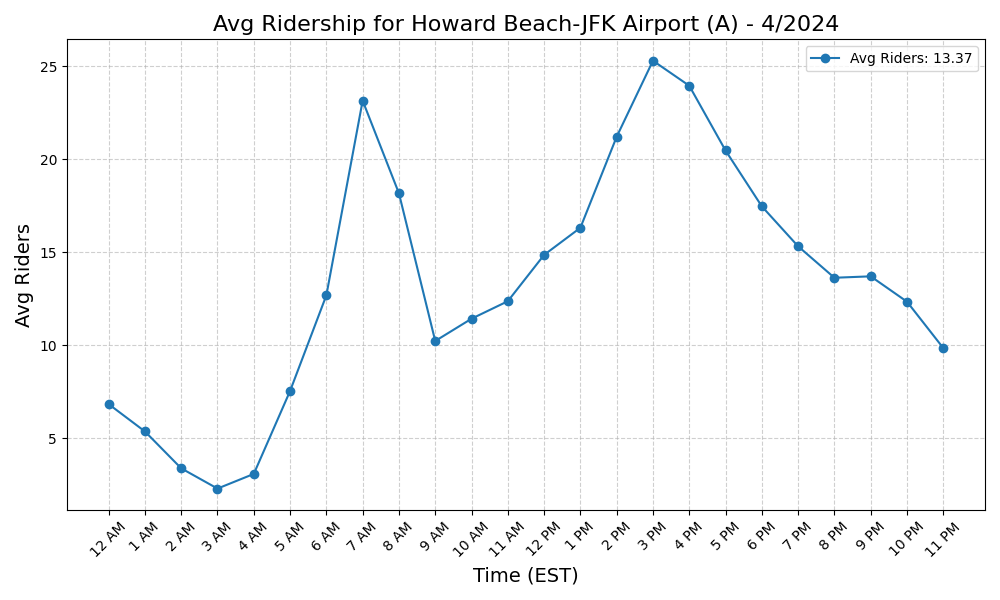 Avg Ridership for Howard Beach-JFK Airport (A) - 4/2024
Avg Riders: 13.37
Avg Riders
25
20
15
10
5
12 AM
1 AM
2 AM
3 AM
4 AM
5 AM
6 AM
7 AM
8 AM
9 AM
10 AM
11 AM
12 PM
1 PM
2 PM
3 PM
4 PM
5 PM
6 PM
7 PM
8 PM
9 PM
10 PM
11 PM
Time (EST)